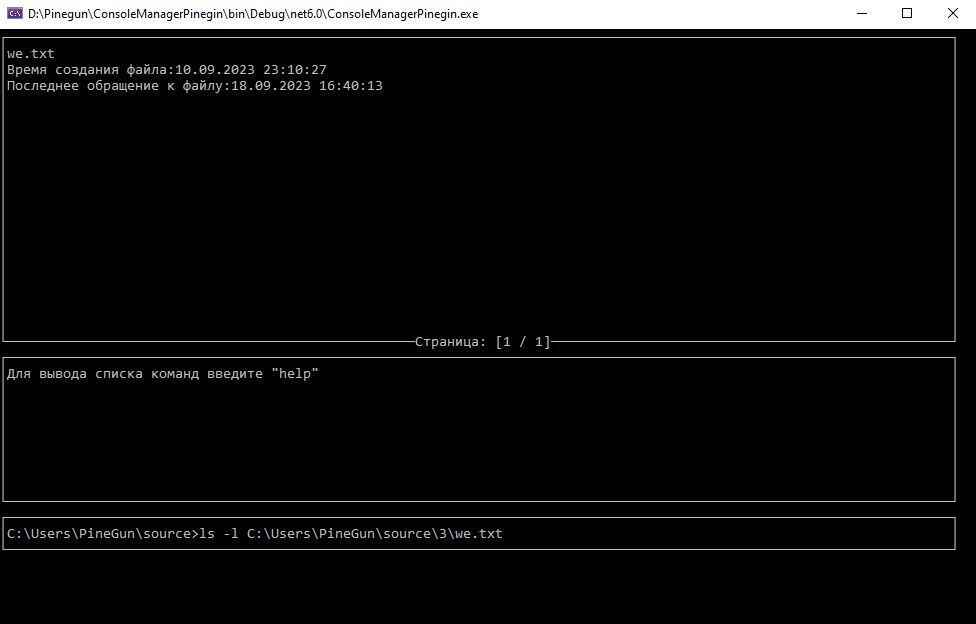 D:\Pinegun\ConsoleManagerPinegin\bin\Debug\net6.0\ConsoleManagerPinegin.exe
we.txt
Время создания файла:10.09.2023 23:10:27
Последнее обращение к файлу:18.09.2023 16:40:13
Страница: [1 / 1]
Для вывода списка команд введите "help"
C:\Users\PineGun\source>ls -l C:\Users\PineGun\source\3\we.txt